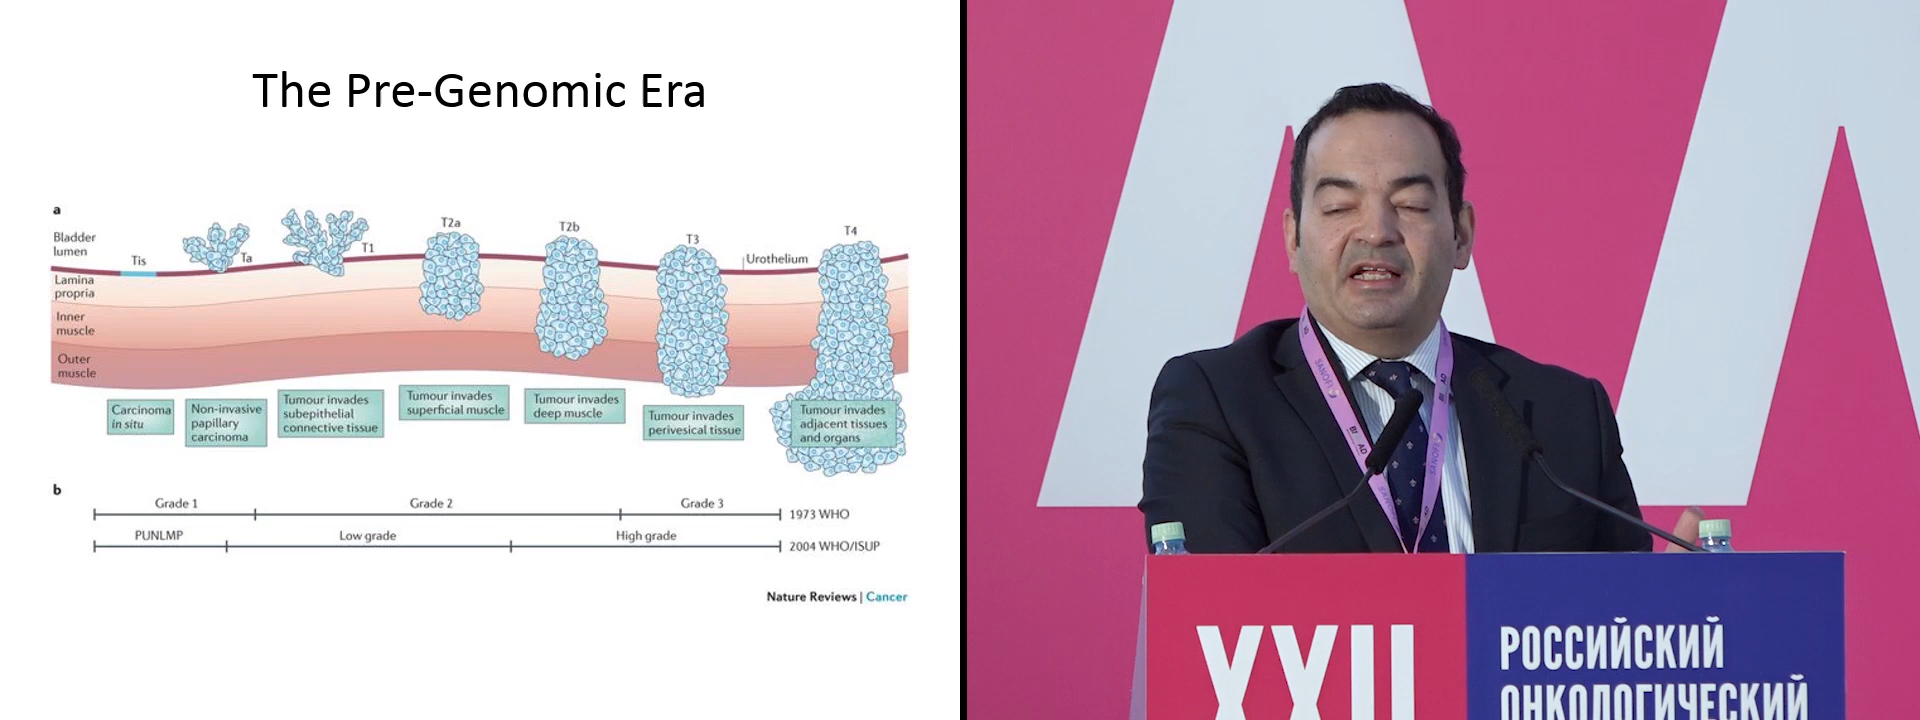 The Pre-Genomic Era
a
Bladder
lumen
Tis
Ta
T1
T2a
T2b
T3
Urothelium
T4
Lamina
propria
Inner
muscle
Outer
muscle
Carcinoma
in situ
Non-invasive
papillary
carcinoma
Tumour invades
subepithelial
connective tissue
Tumour invades
superficial muscle
Tumour invades
deep muscle
Tumour invades
perivesical tissue
Tumour invades
adjacent tissues
and organs
b
Grade 1
Grade 2
Grade 3
1973 WHO
PUNLMP
Low grade
High grade
2004 WHO/ISUP
Nature Reviews | Cancer
SANOFI
SANOFI
XXII
РОССИЙСКИЙ
ОНКОЛОГИЧЕСКИЙ